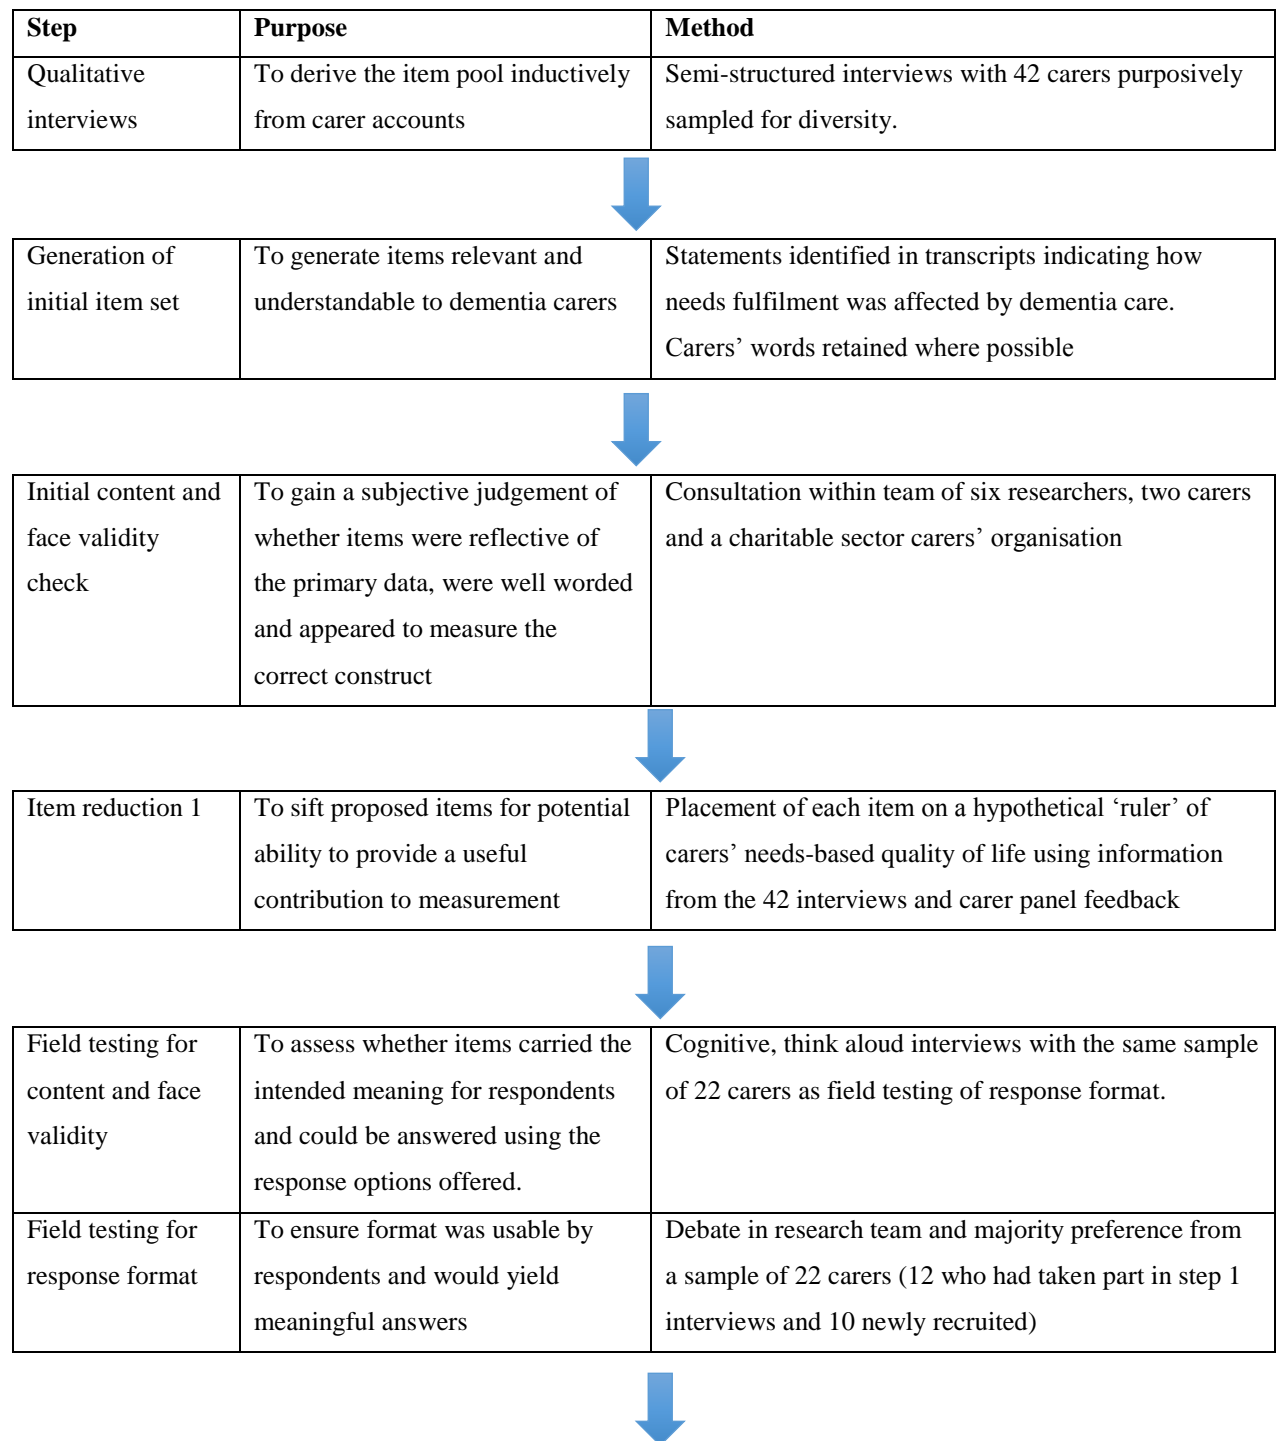 Step Purpose Method
Qualitative To derive the item pool inductively Semi-structured interviews with 42 carers purposively
interviews from carer accounts sampled for diversity.
Generation of To generate items relevant and Statements identified in transcripts indicating how
initial item set understandable to dementia carers needs fulfilment was affected by dementia care.
Carers’ words retained where possible
Initial content and To gain a subjective judgement of Consultation within team of six researchers, two carers
face validity whether items were reflective of and a charitable sector carers’ organisation
check the primary data, were well worded
and appeared to measure the
correct construct
Item reduction 1 To sift proposed items for potential Placement of each item on a hypothetical ‘ruler’ of
ability to provide a useful carers’ needs-based quality of life using information
contribution to measurement from the 42 interviews and carer panel feedback
Field testing for To assess whether items carried the Cognitive, think aloud interviews with the same sample
content and face intended meaning for respondents of 22 carers as field testing of response format.
validity and could be answered using the
response options offered.
Field testing for To ensure format was usable by Debate in research team and majority preference from
response format respondents and would yield a sample of 22 carers (12 who had taken part in step 1
meaningful answers interviews and 10 newly recruited)